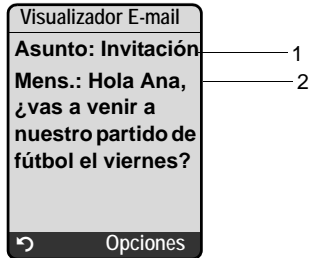 Visualizador E-mail
Asunto: Invitación
1
Mens.: Hola Ana,
2
¿vas a venir a
nuestro partido de
fútbol el viernes?
Opciones